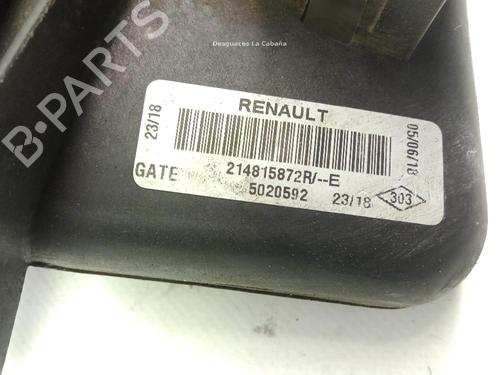 Desguaces La Cabaña
B-PARTS
RENAULT
23/18
05/06/18
GATE
214815872R/--E
5020592
23/18
303